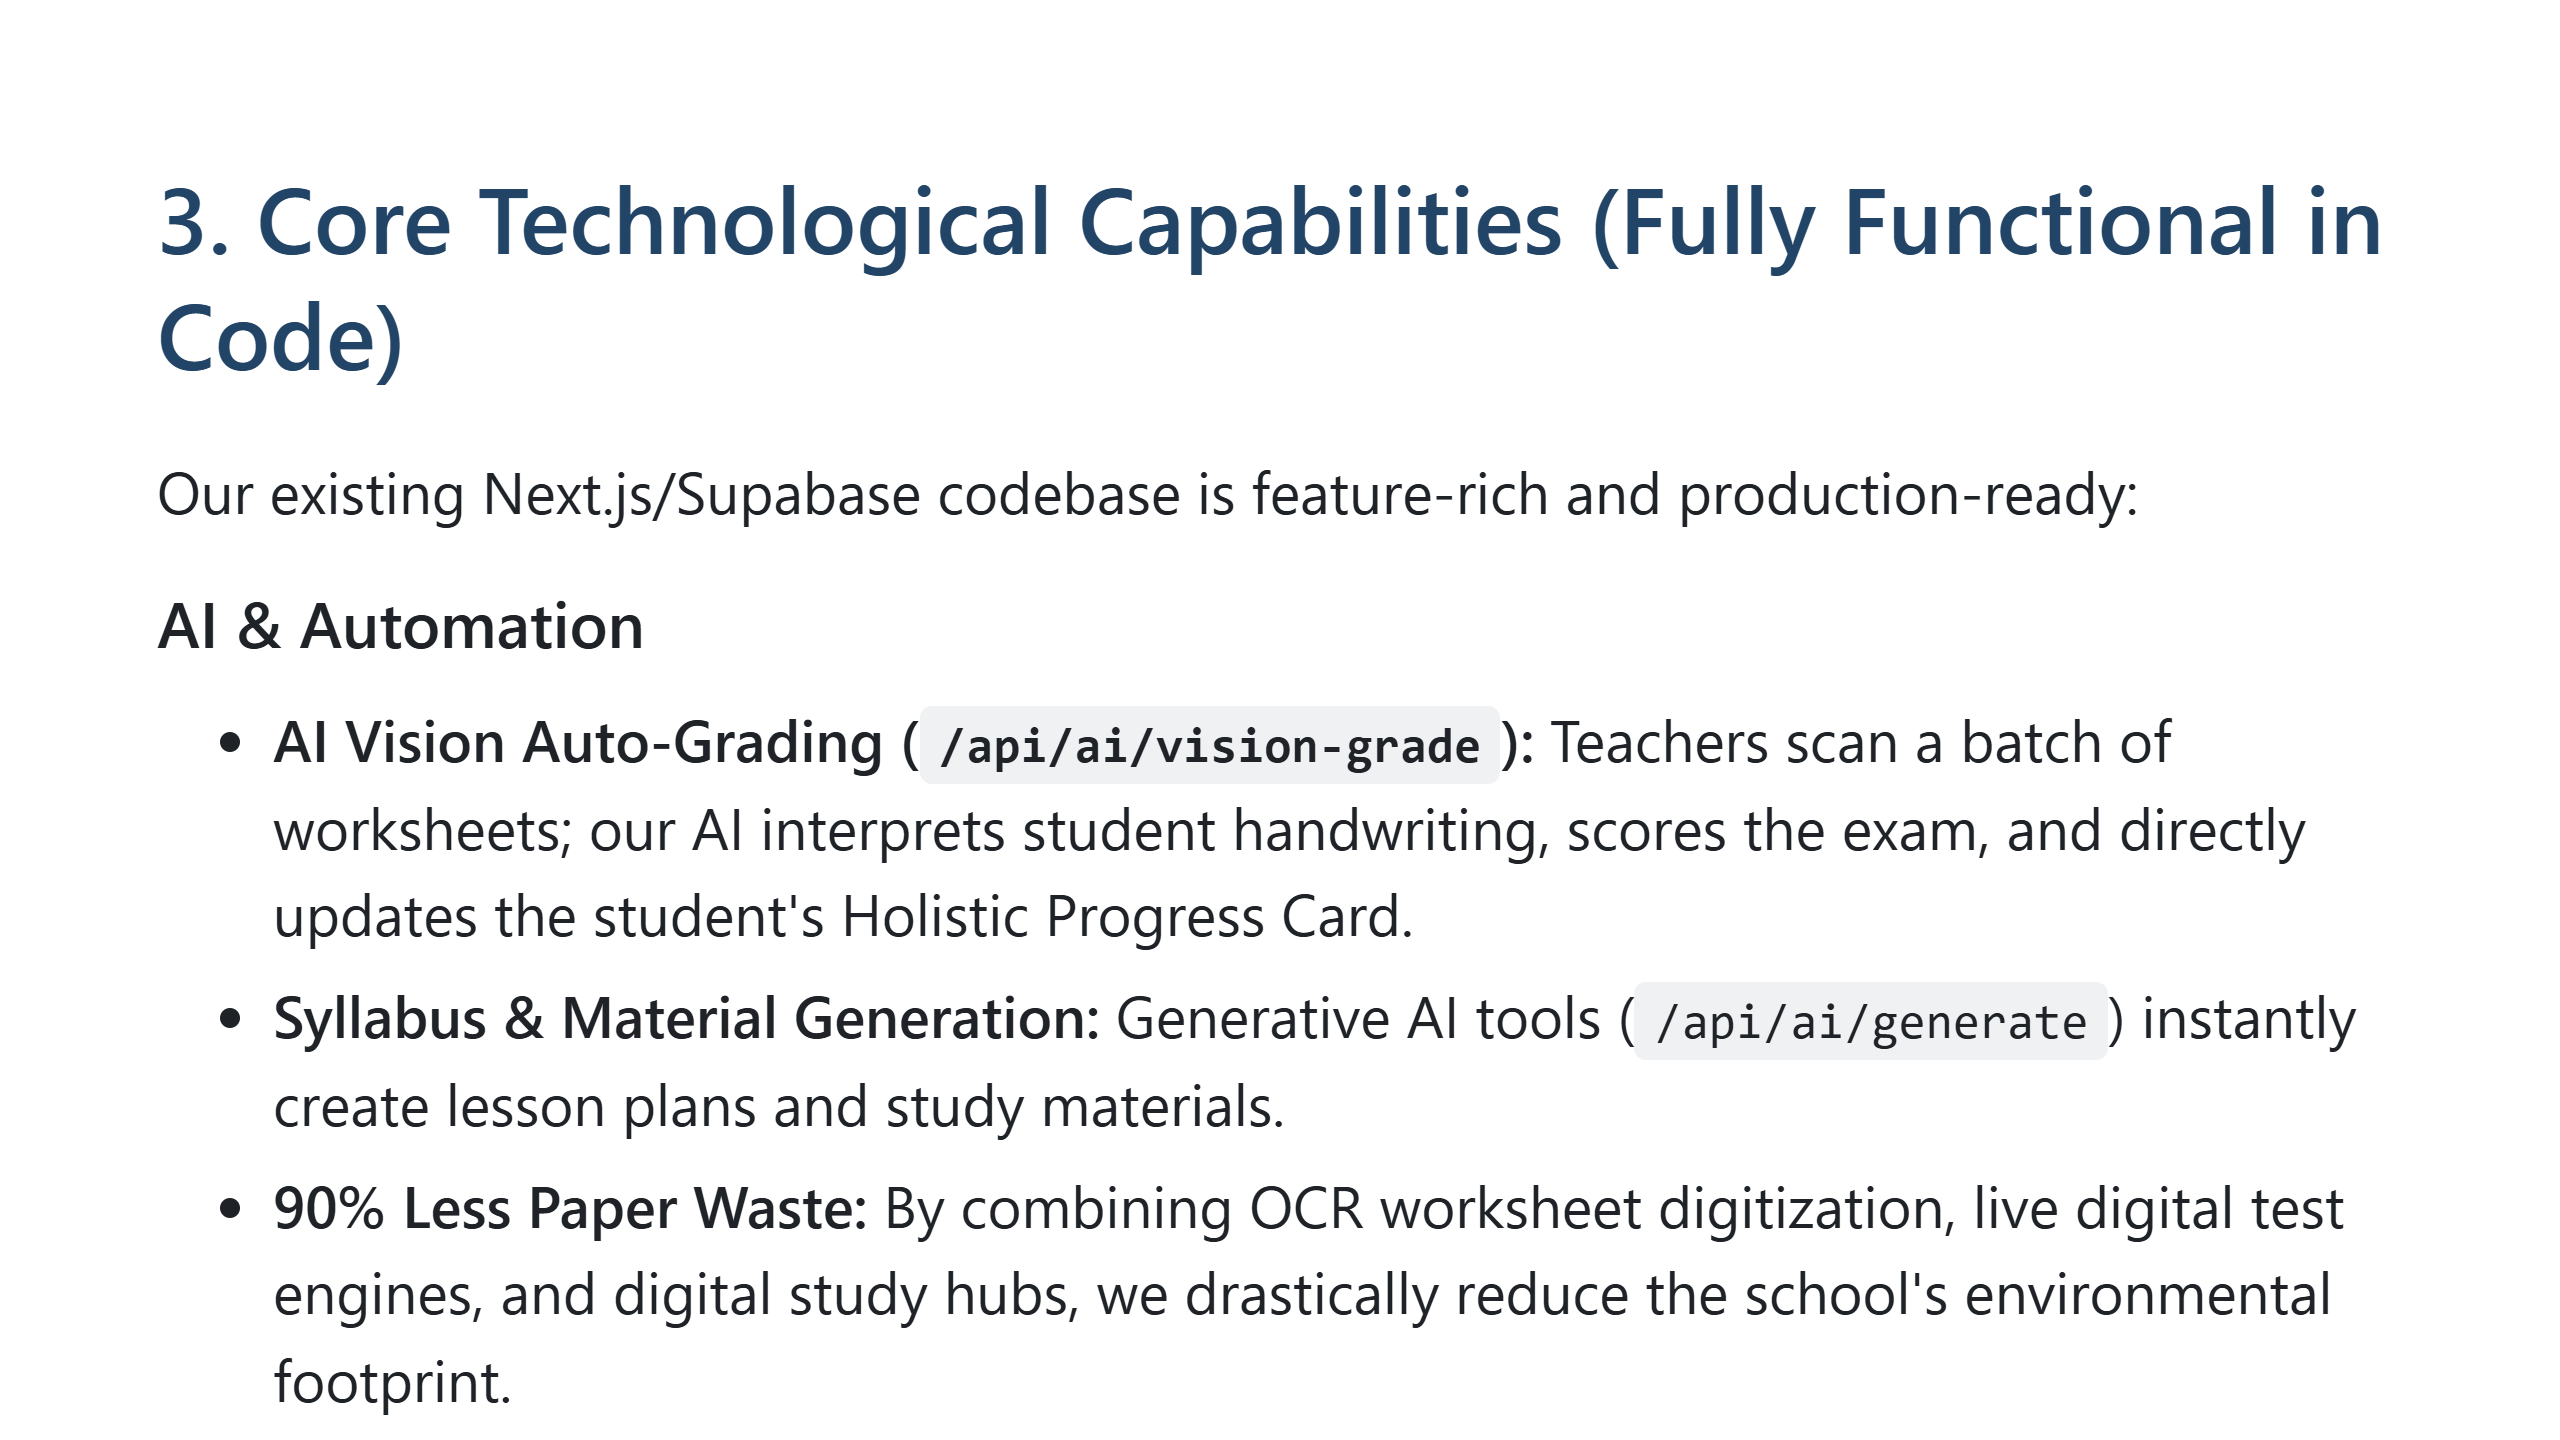 3. Core Technological Capabilities (Fully Functional in
Code)
Our existing Next.js/Supabase codebase is feature-rich and production-ready:
AI & Automation
• AI Vision Auto-Grading ( /api/ai/vision-grade ): Teachers scan a batch of
worksheets; our AI interprets student handwriting, scores the exam, and directly
updates the student's Holistic Progress Card.
• Syllabus & Material Generation: Generative AI tools ( /api/ai/generate ) instantly
create lesson plans and study materials.
• 90% Less Paper Waste: By combining OCR worksheet digitization, live digital test
engines, and digital study hubs, we drastically reduce the school's environmental
footprint.